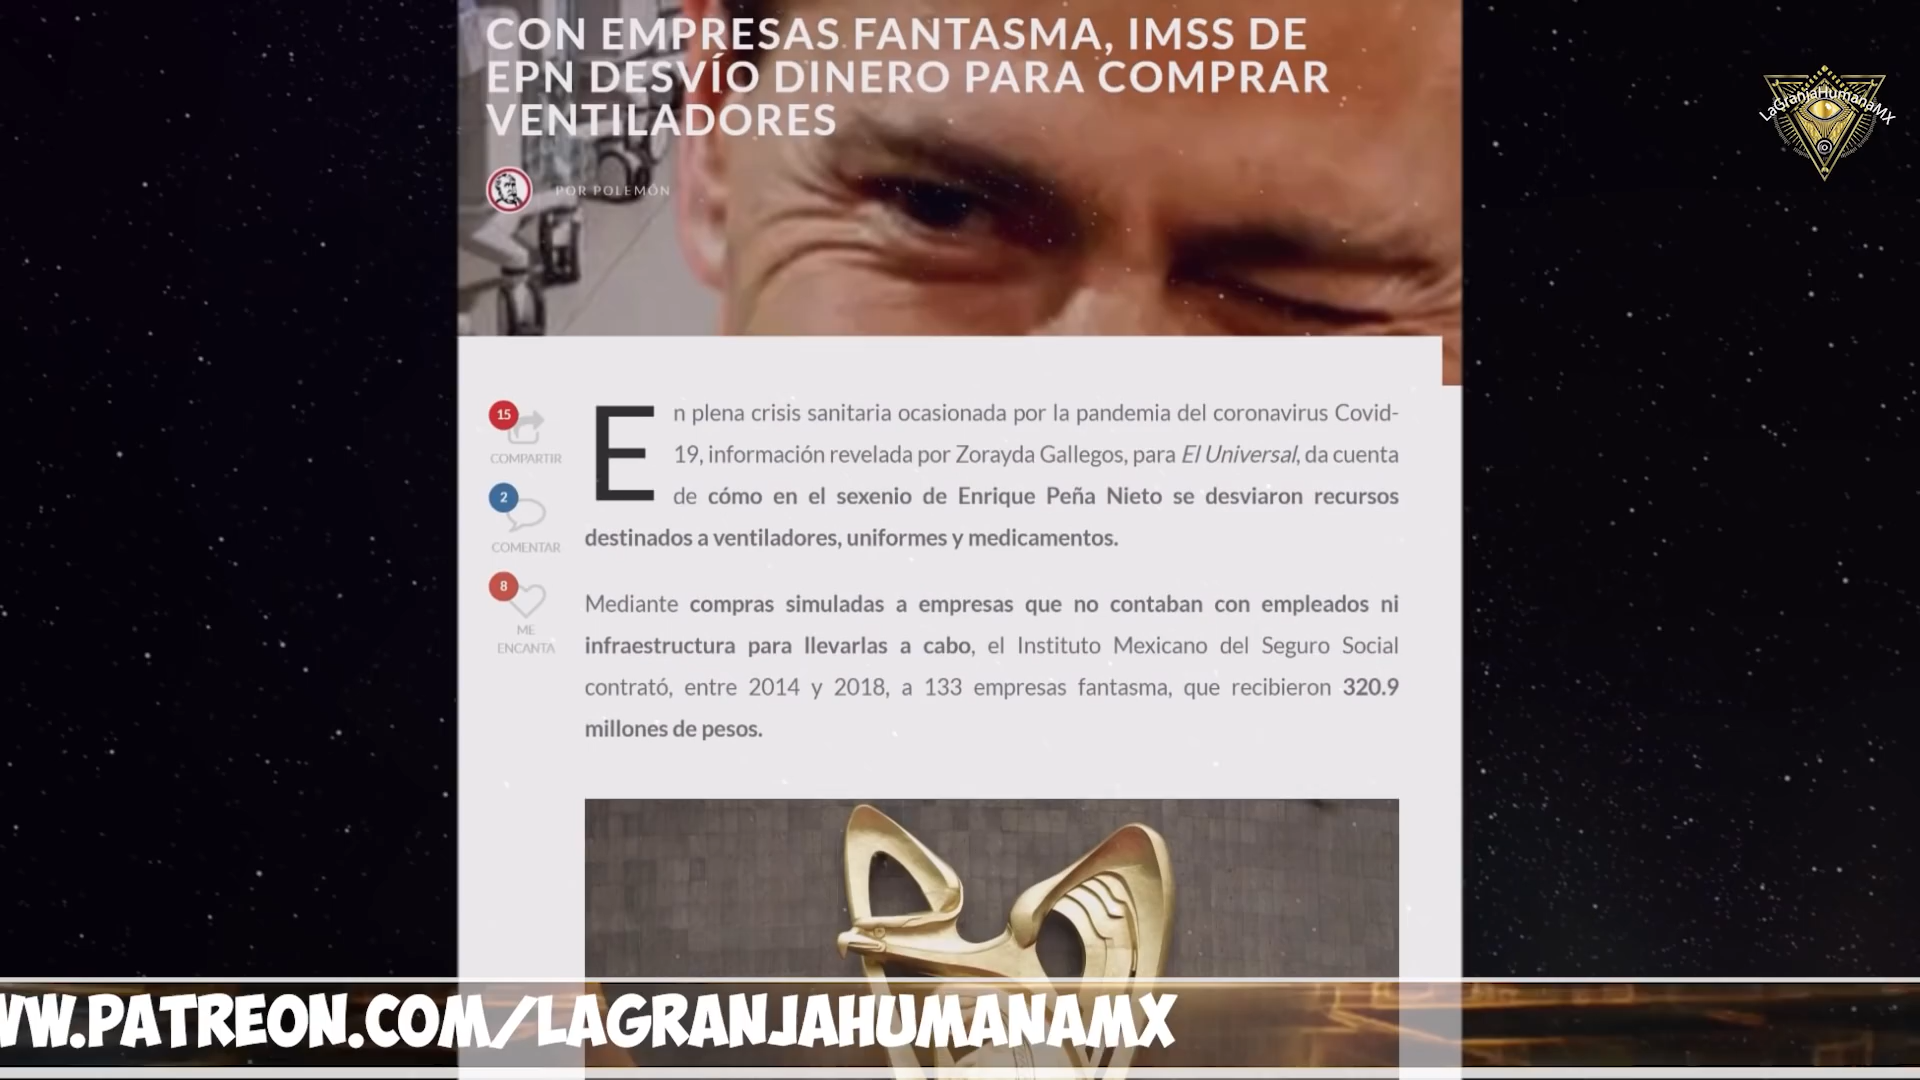 CON EMPRESAS FANTASMA, IMSS DE
EPN DESVÍO DINERO PARA COMPRAR
VENTILADORES
LaGranjaHumanaMX
POR POLEMÓN
15
COMPARTIR
2
COMENTAR
8
ME
ENCANTA
En plena crisis sanitaria ocasionada por la pandemia del coronavirus Covid-
19, información revelada por Zorayda Gallegos, para El Universal, da cuenta
de cómo en el sexenio de Enrique Peña Nieto se desviaron recursos
destinados a ventiladores, uniformes y medicamentos.
Mediante compras simuladas a empresas que no contaban con empleados ni
infraestructura para llevarlas a cabo, el Instituto Mexicano del Seguro Social
contrató, entre 2014 y 2018, a 133 empresas fantasma, que recibieron 320.9
millones de pesos.
WW.PATREON.COM/LAGRANJAHUMANAMX